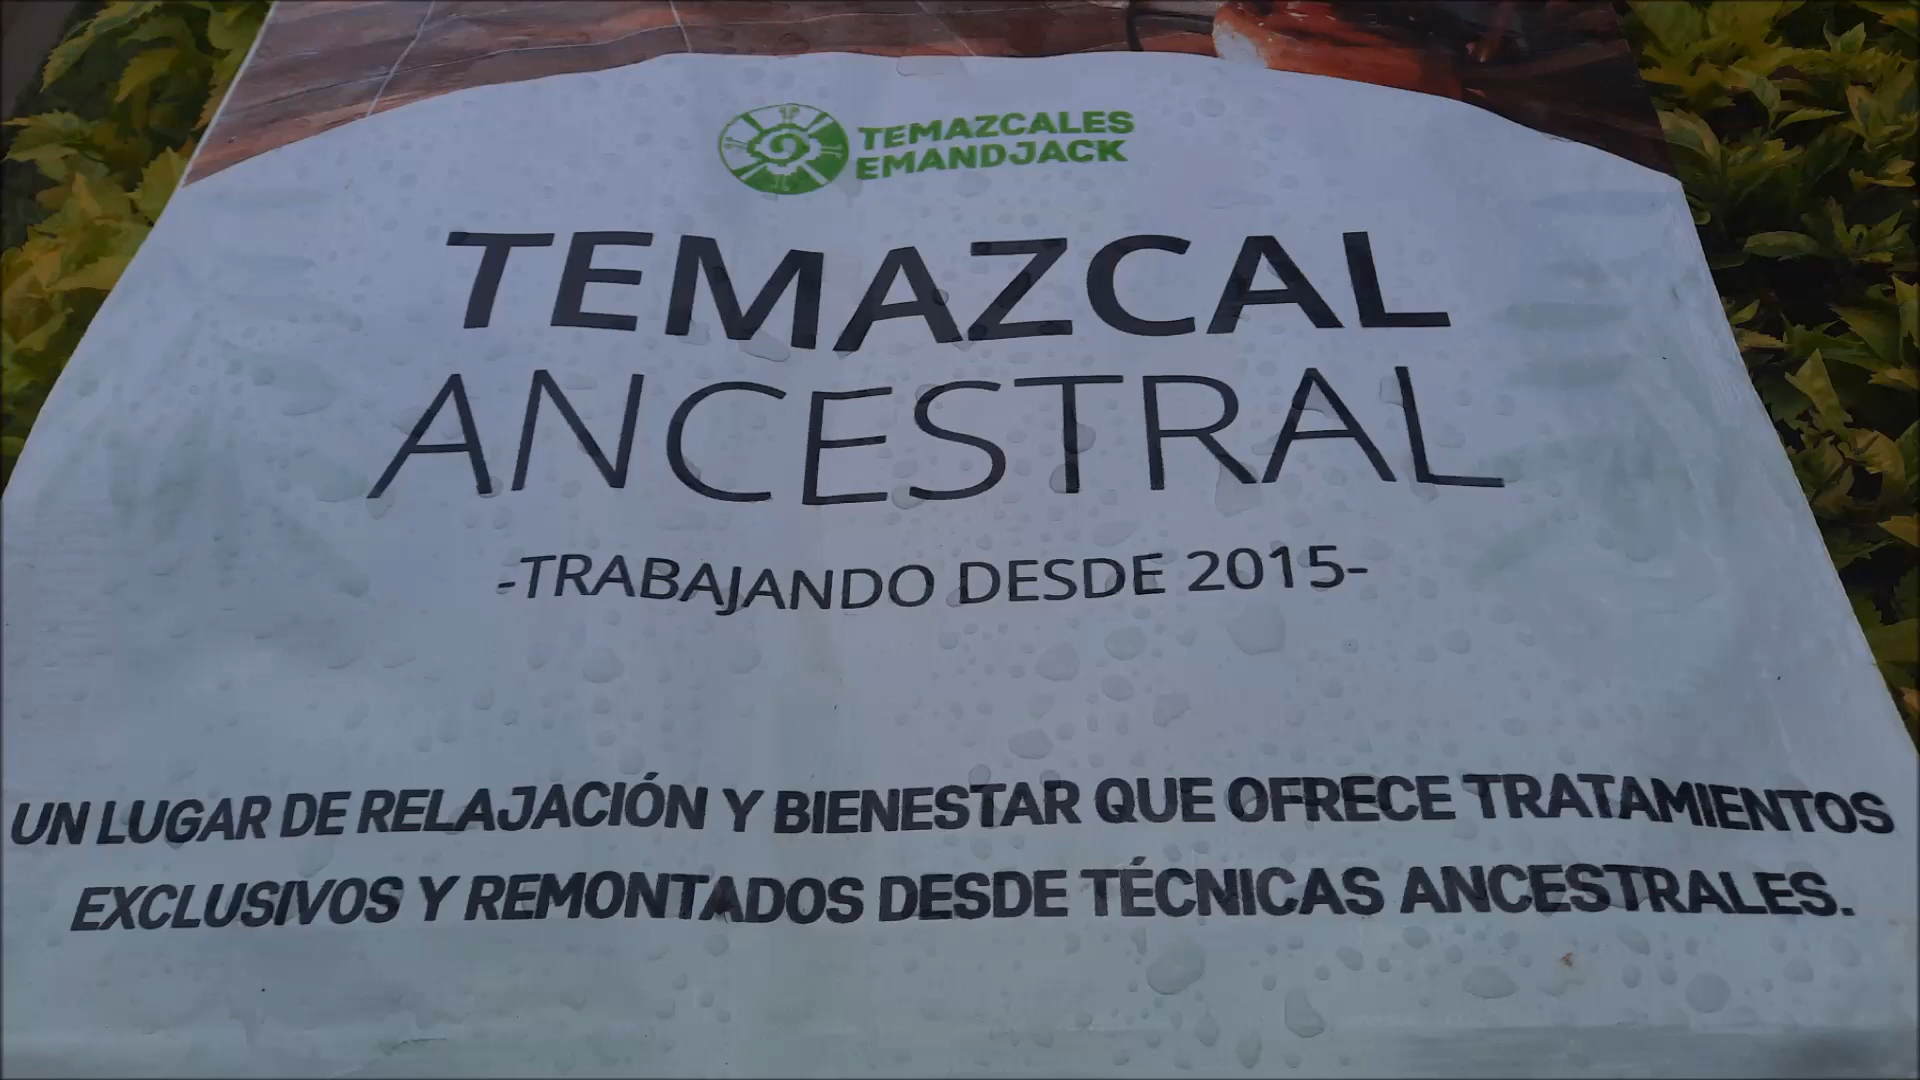 TEMAZCALES
EMANDJACK
TEMAZCAL
ANCESTRAL
-TRABAJANDO DESDE 2015-
UN LUGAR DE RELAJACIÓN Y BIENESTAR QUE OFRECE TRATAMIENTOS
EXCLUSIVOS Y REMONTADOS DESDE TÉCNICAS ANCESTRALES.